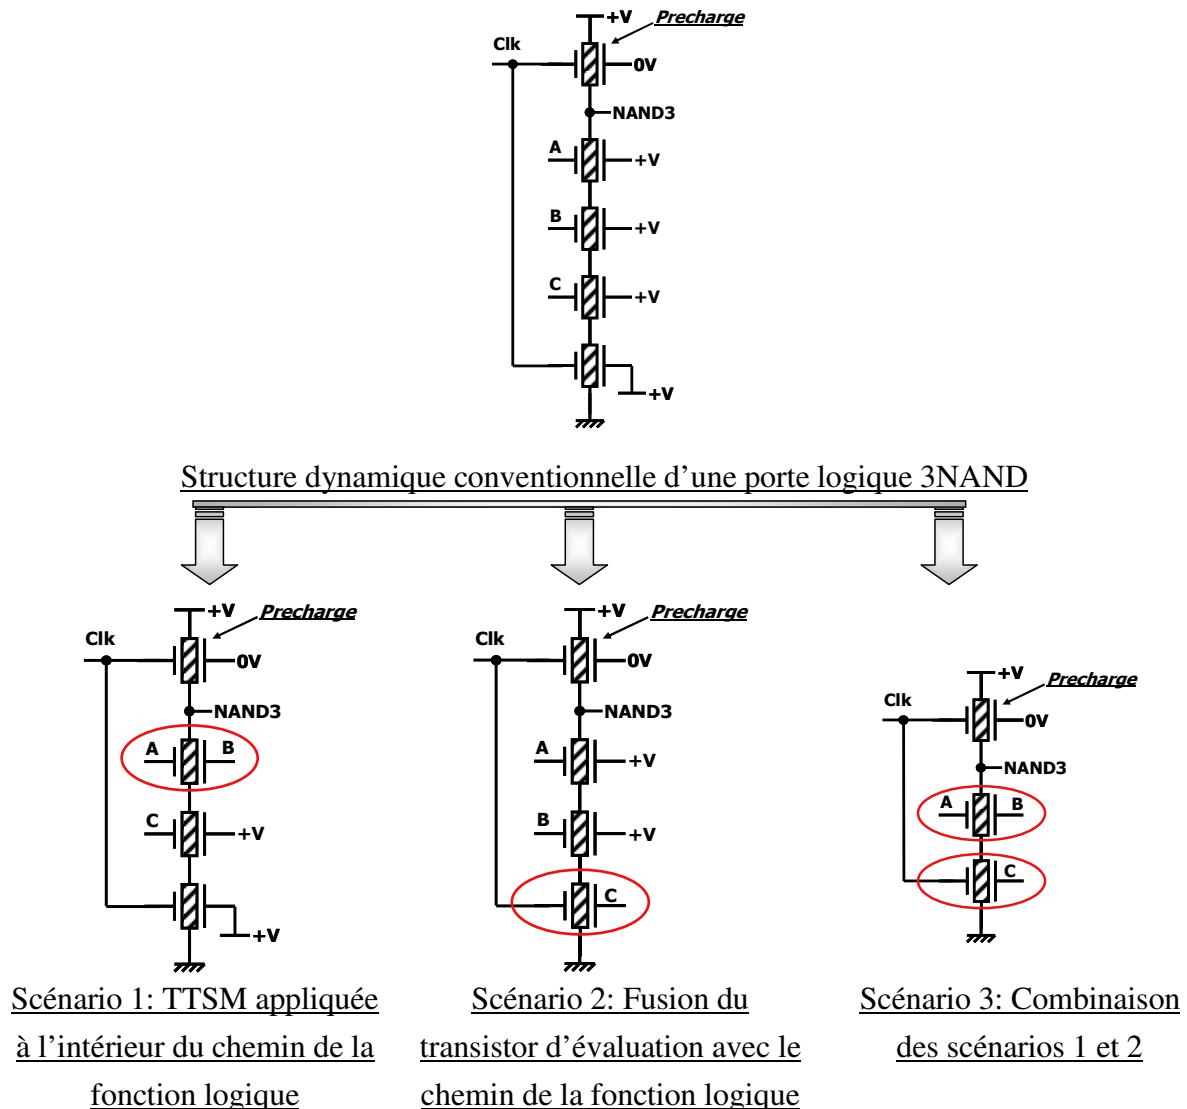 +V
Precharge
Clk
0V
NAND3
A
+V
B
+V
C
+V
+V
Structure dynamique conventionnelle d'une porte logique 3NAND
+V
Precharge
Clk
0V
NAND3
A
B
C
+V
+V
Scénario 1: TTSM appliquée
à l'intérieur du chemin de la
fonction logique
+V
Precharge
Clk
0V
NAND3
A
+V
B
+V
C
Scénario 2: Fusion du
transistor d'évaluation avec le
chemin de la fonction logique
+V
Precharge
Clk
0V
NAND3
A
B
C
Scénario 3: Combinaison
des scénarios 1 et 2